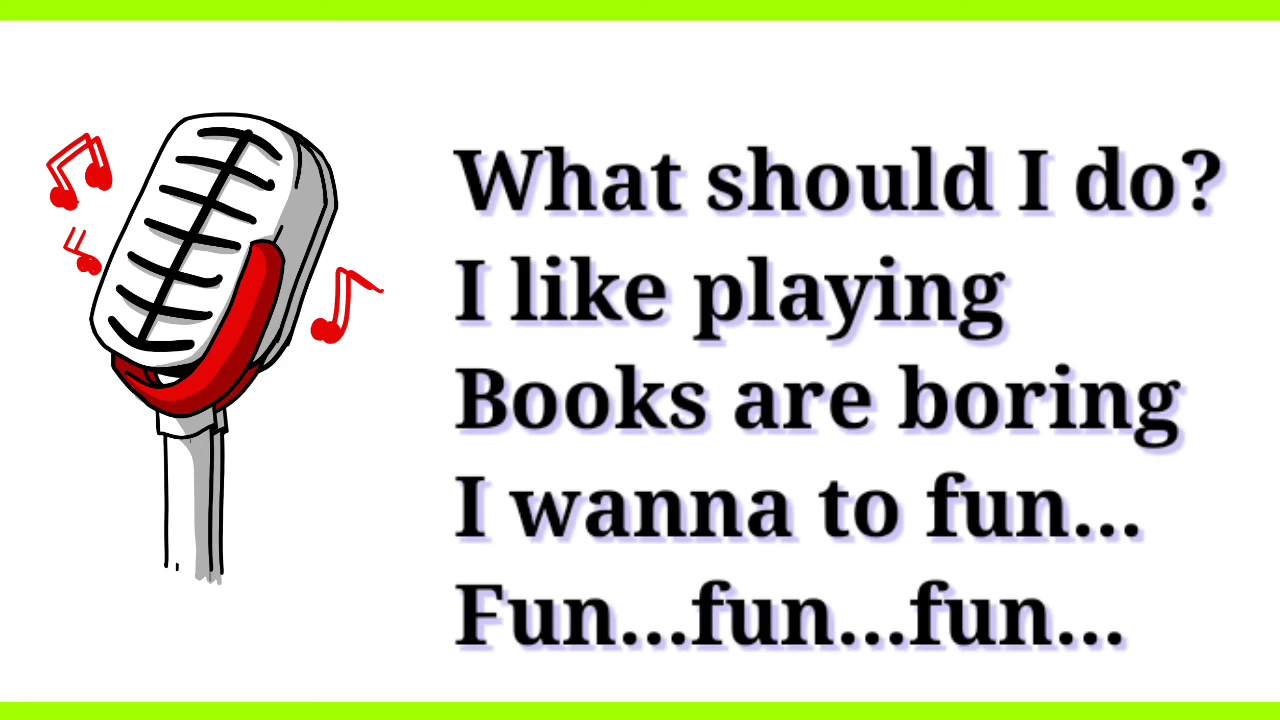 What should I do?
I like playing
Books are boring
I wanna to fun...
Fun...fun...fun...